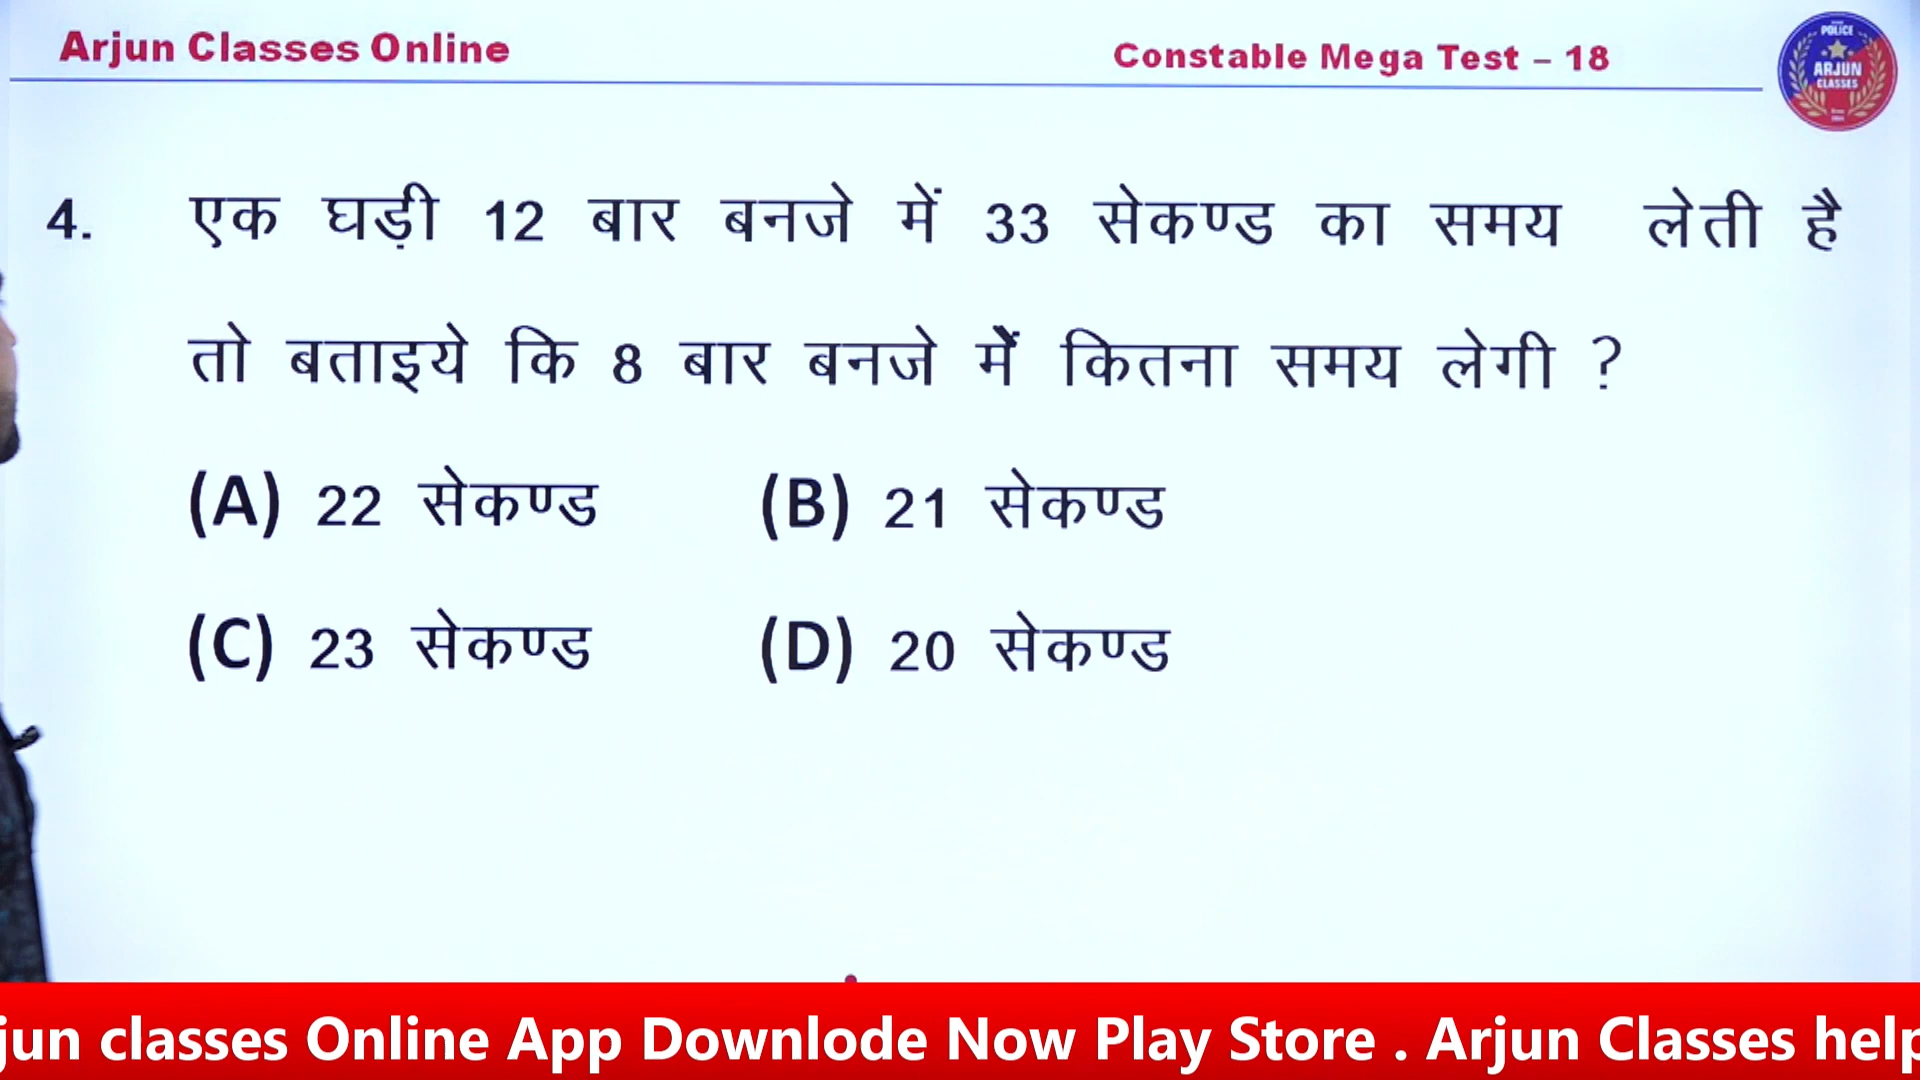 Arjun Classes Online
Constable Mega Test – 18
POLICE
ARJUN
CLASSES
4. एक घड़ी 12 बार बनजे में 33 सेकण्ड का समय लेती है
तो बताइये कि 8 बार बनजे में कितना समय लेगी ?
(A) 22 सेकण्ड (B) 21 सेकण्ड
(C) 23 सेकण्ड (D) 20 सेकण्ड
jun classes Online App Downlode Now Play Store . Arjun Classes help